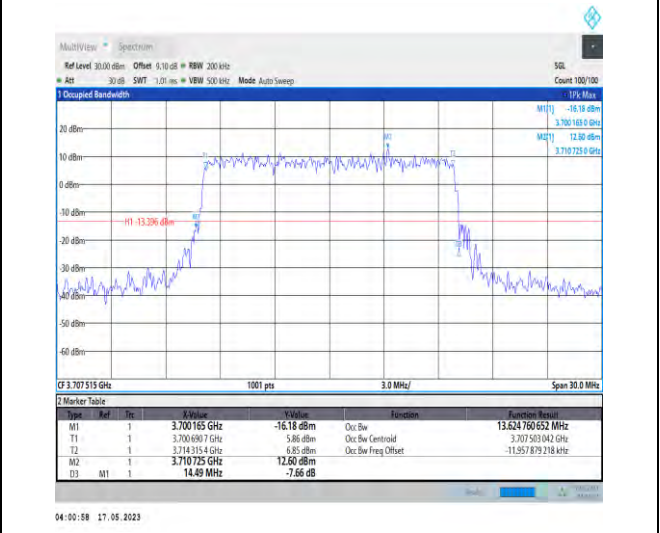 MultiView Spectrum
Ref Level 30.00 dBm Offset 9.10 dB RBW 200 kHz SGL
Att 30 dB SWT 1.01 ms VBW 500 kHz Mode Auto Sweep Count 100/100
1 Occupied Bandwidth 1Pk Max
M1[1] -16.18 dBm
3.700 165 0 GHz
M2[1] 12.60 dBm
3.710 725 0 GHz
20 dBm
10 dBm
0 dBm
-10 dBm
H1 -13.396 dBm
-20 dBm
-30 dBm
-40 dBm
-50 dBm
-60 dBm
CF 3.707 515 GHz 1001 pts 3.0 MHz/ Span 30.0 MHz
2 Marker Table
Type Ref Trc X-Value Y-Value Function Function Result
M1 1 3.700165 GHz -16.18 dBm Occ Bw 13.624 760 652 MHz
T1 1 3.700 690 7 GHz 5.86 dBm Occ Bw Centroid 3.707 503 042 GHz
T2 1 3.714 315 4 GHz 6.85 dBm Occ Bw Freq Offset -11.957 879 218 kHz
M2 1 3.710725 GHz 12.60 dBm
D3 M1 1 14.49 MHz -7.66 dB
04:00:58 17.05.2023